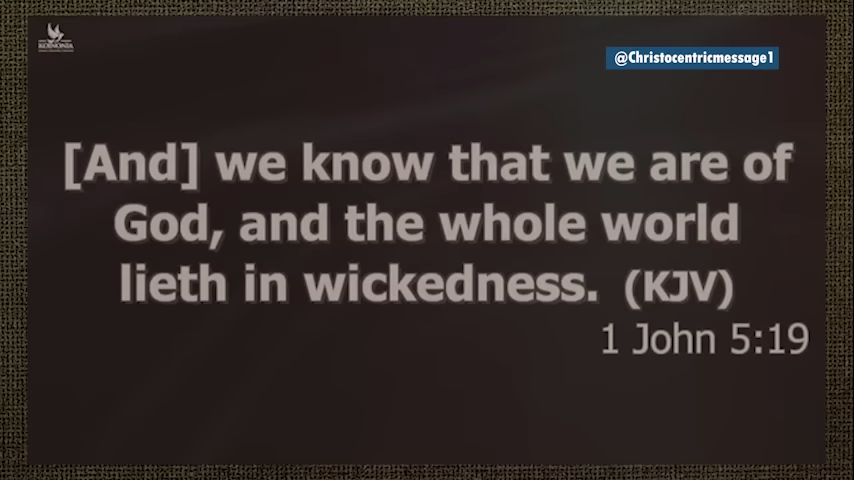 KOINONIA
@Christocentricmessage1
[And] we know that we are of
God, and the whole world
lieth in wickedness. (KJV)
1 John 5:19